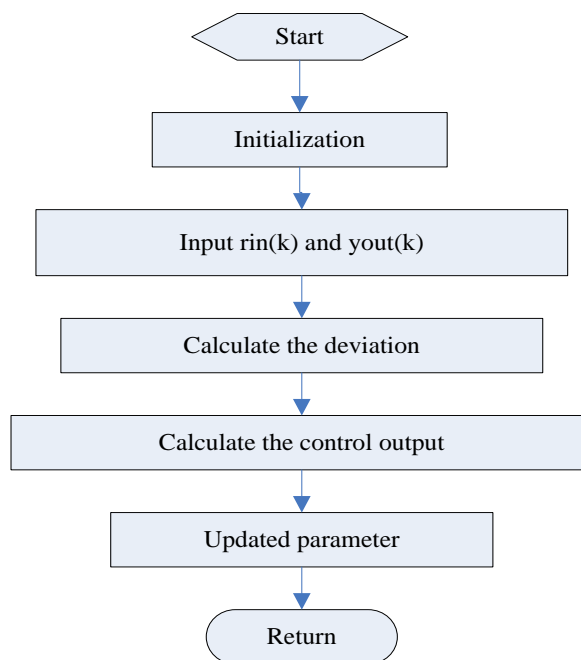 Start
Initialization
Input rin(k) and yout(k)
Calculate the deviation
Calculate the control output
Updated parameter
Return